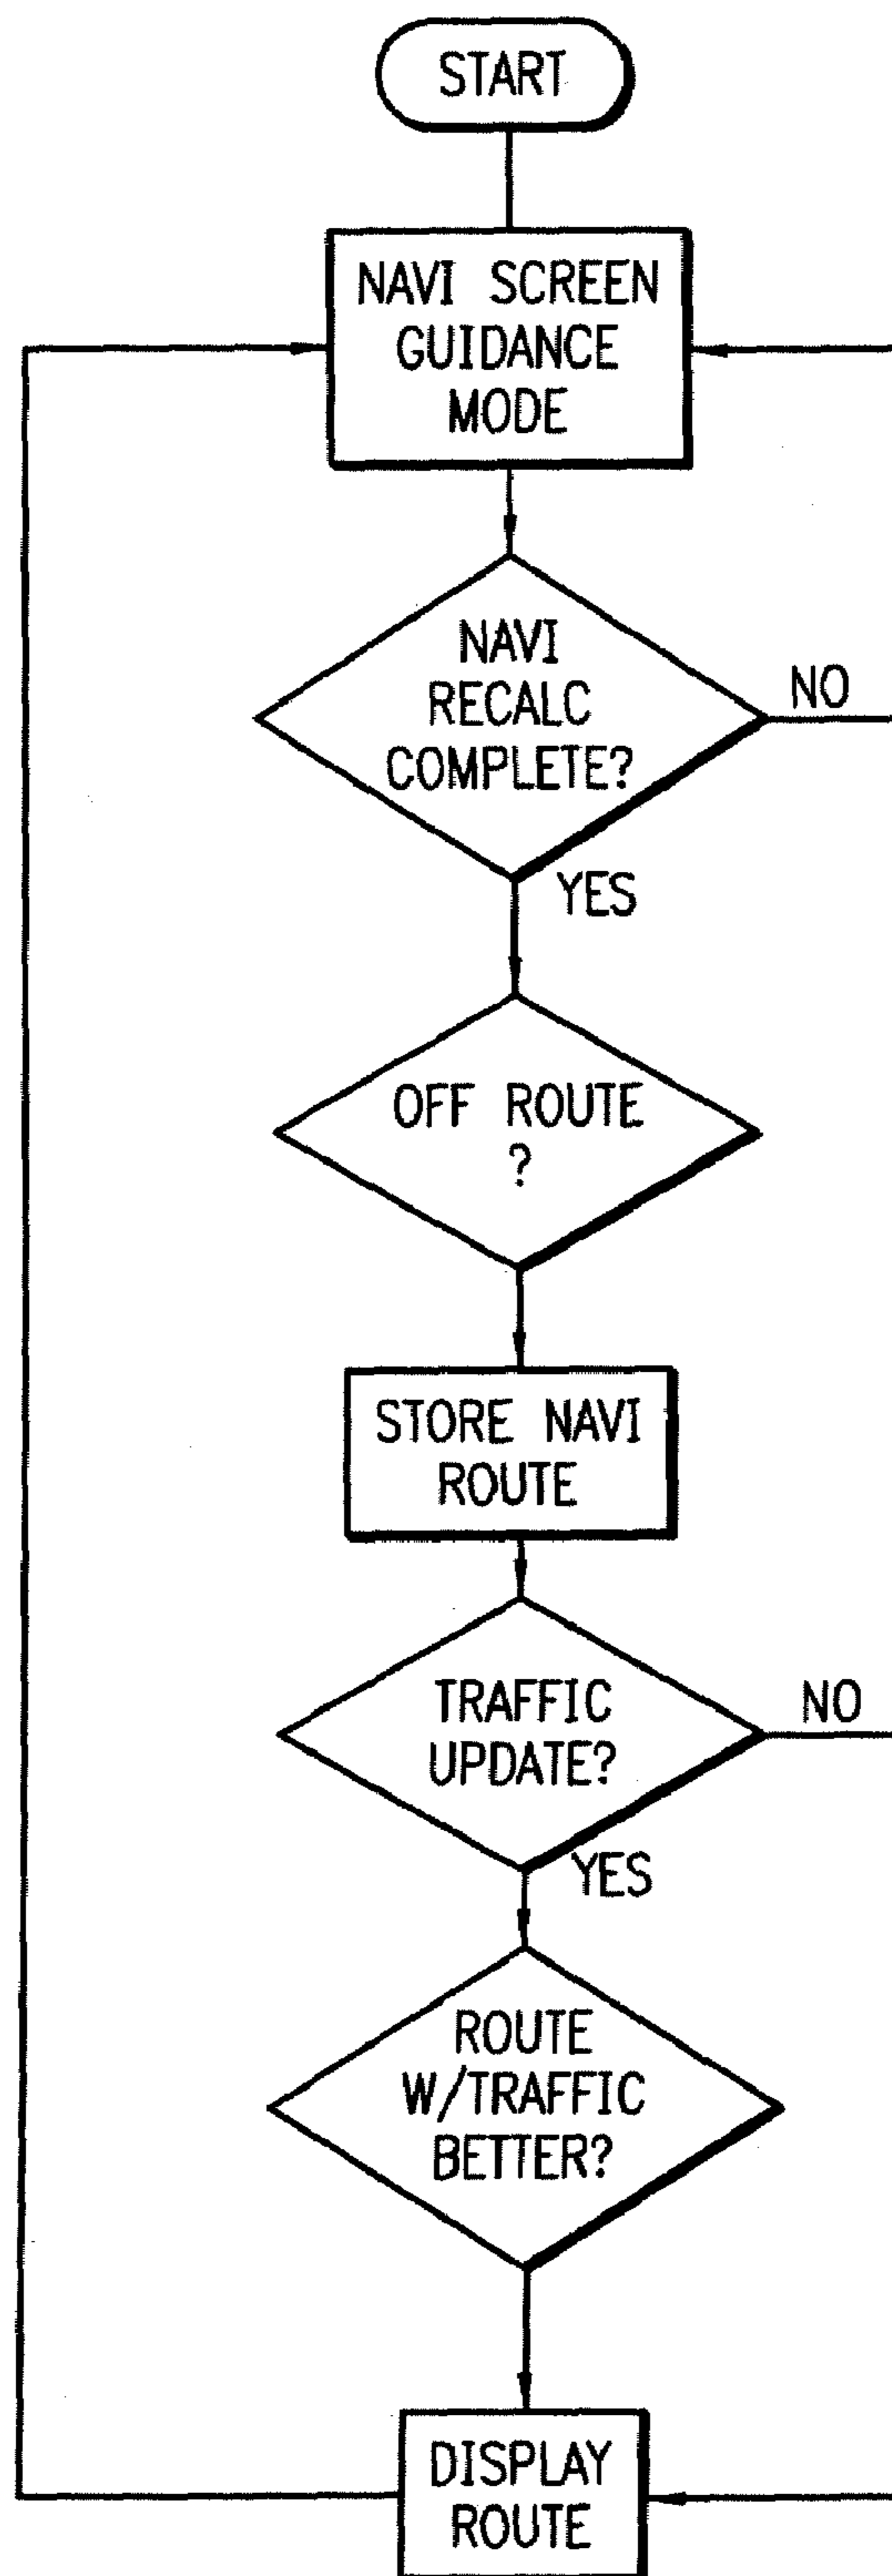 START
NAVI SCREEN
GUIDANCE
MODE
NAVI
RECALC
COMPLETE?
NO
YES
OFF ROUTE
?
STORE NAVI
ROUTE
TRAFFIC
UPDATE?
NO
YES
ROUTE
W/TRAFFIC
BETTER?
DISPLAY
ROUTE